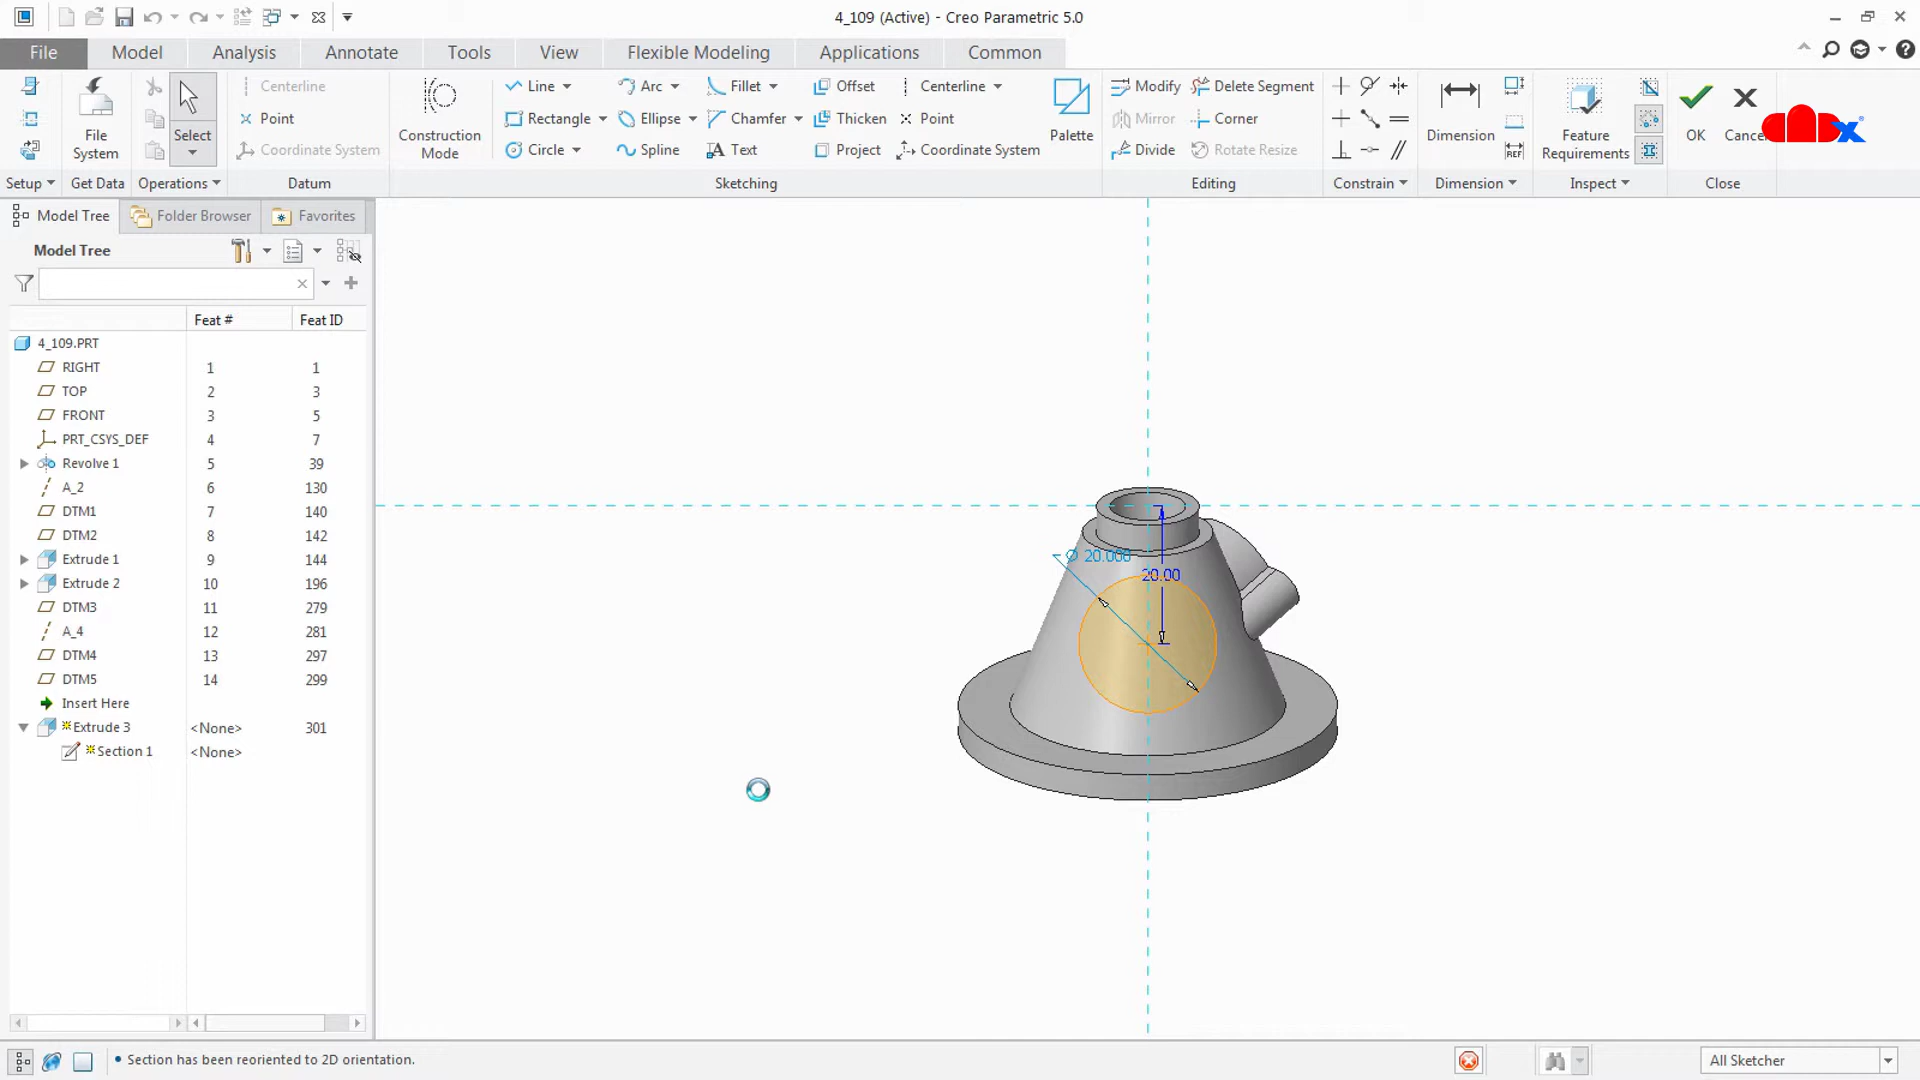 4_109 (Active) - Creo Parametric 5.0
File Model Analysis Annotate Tools View Flexible Modeling Applications Common
Centerline Line Arc Fillet Offset Centerline Modify Delete Segment
Point Rectangle Ellipse Chamfer Thicken Point Mirror Corner
File System Select Coordinate System Construction Mode Circle Spline Text Project Coordinate System Palette Divide Rotate Resize Dimension REF Feature Requirements OK Cancel
Setup Get Data Operations Datum Sketching Editing Constrain Dimension Inspect Close
Model Tree Folder Browser Favorites
Model Tree
Feat # Feat ID
4_109.PRT
RIGHT 1 1
TOP 2 3
FRONT 3 5
PRT_CSYS_DEF 4 7
Revolve 1 5 39
A_2 6 130
DTM1 7 140
DTM2 8 142
Extrude 1 9 144
Extrude 2 10 196
DTM3 11 279
A_4 12 281
DTM4 13 297
DTM5 14 299
Insert Here
Extrude 3 <None> 301
Section 1 <None>
Ø 20.000
20.00
Section has been reoriented to 2D orientation.
All Sketcher